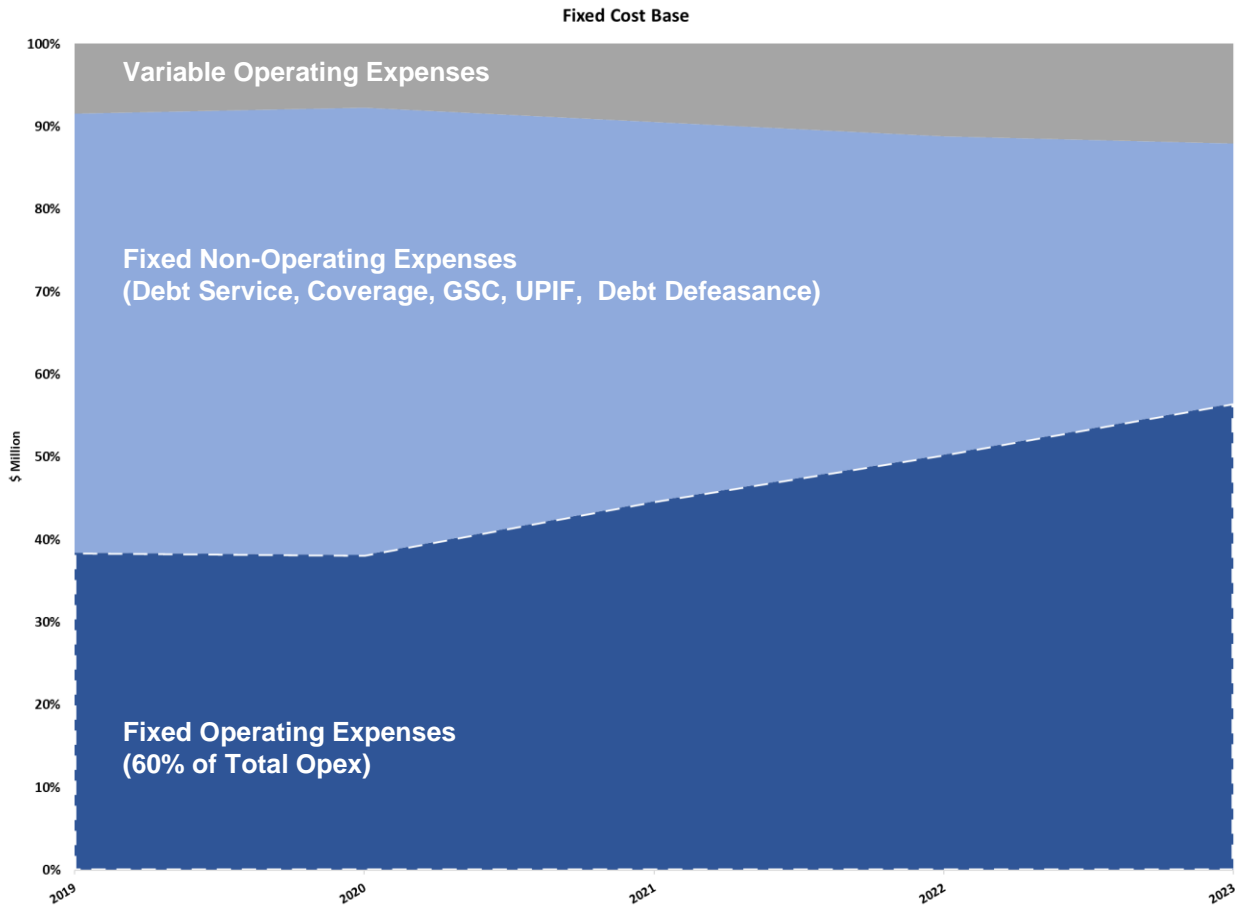 Fixed Cost Base
100%
90%
80%
70%
60%
50%
40%
30%
20%
10%
0%
$ Million
Variable Operating Expenses
Fixed Non-Operating Expenses
(Debt Service, Coverage, GSC, UPIF, Debt Defeasance)
Fixed Operating Expenses
(60% of Total Opex)
2019
2020
2021
2022
2023